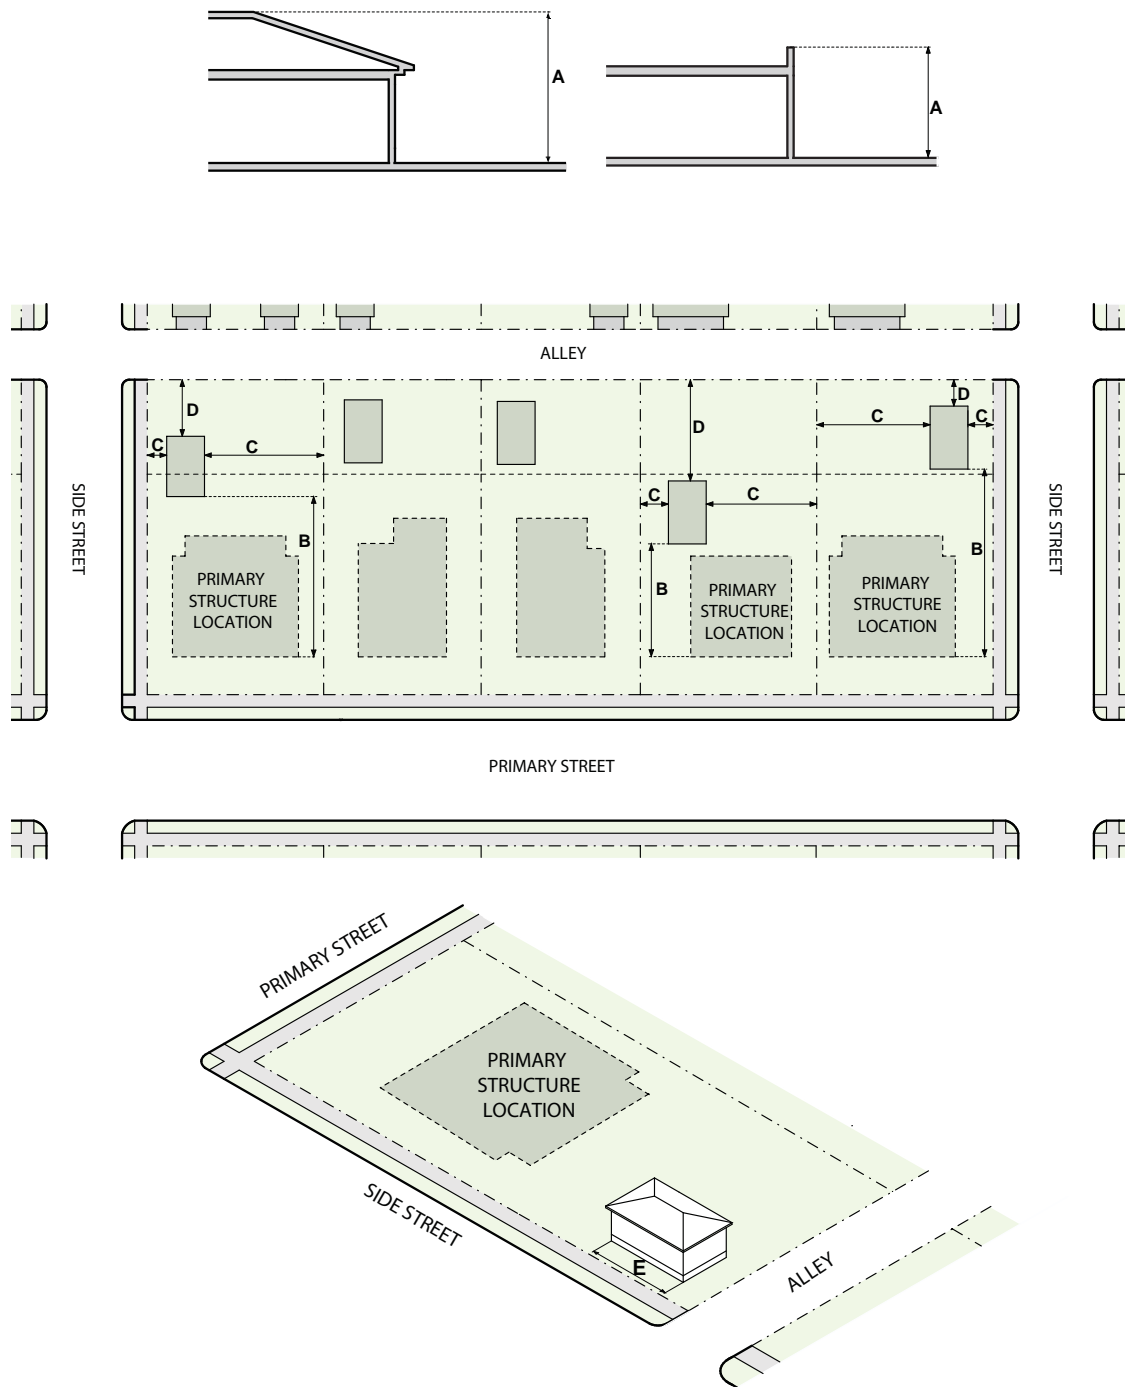 A
A
ALLEY
D
D
D
C
C
C
C
C
C
B
B
B
SIDE STREET
SIDE STREET
PRIMARY
STRUCTURE
LOCATION
PRIMARY
STRUCTURE
LOCATION
PRIMARY
STRUCTURE
LOCATION
PRIMARY STREET
PRIMARY STREET
PRIMARY
STRUCTURE
LOCATION
SIDE STREET
E
ALLEY